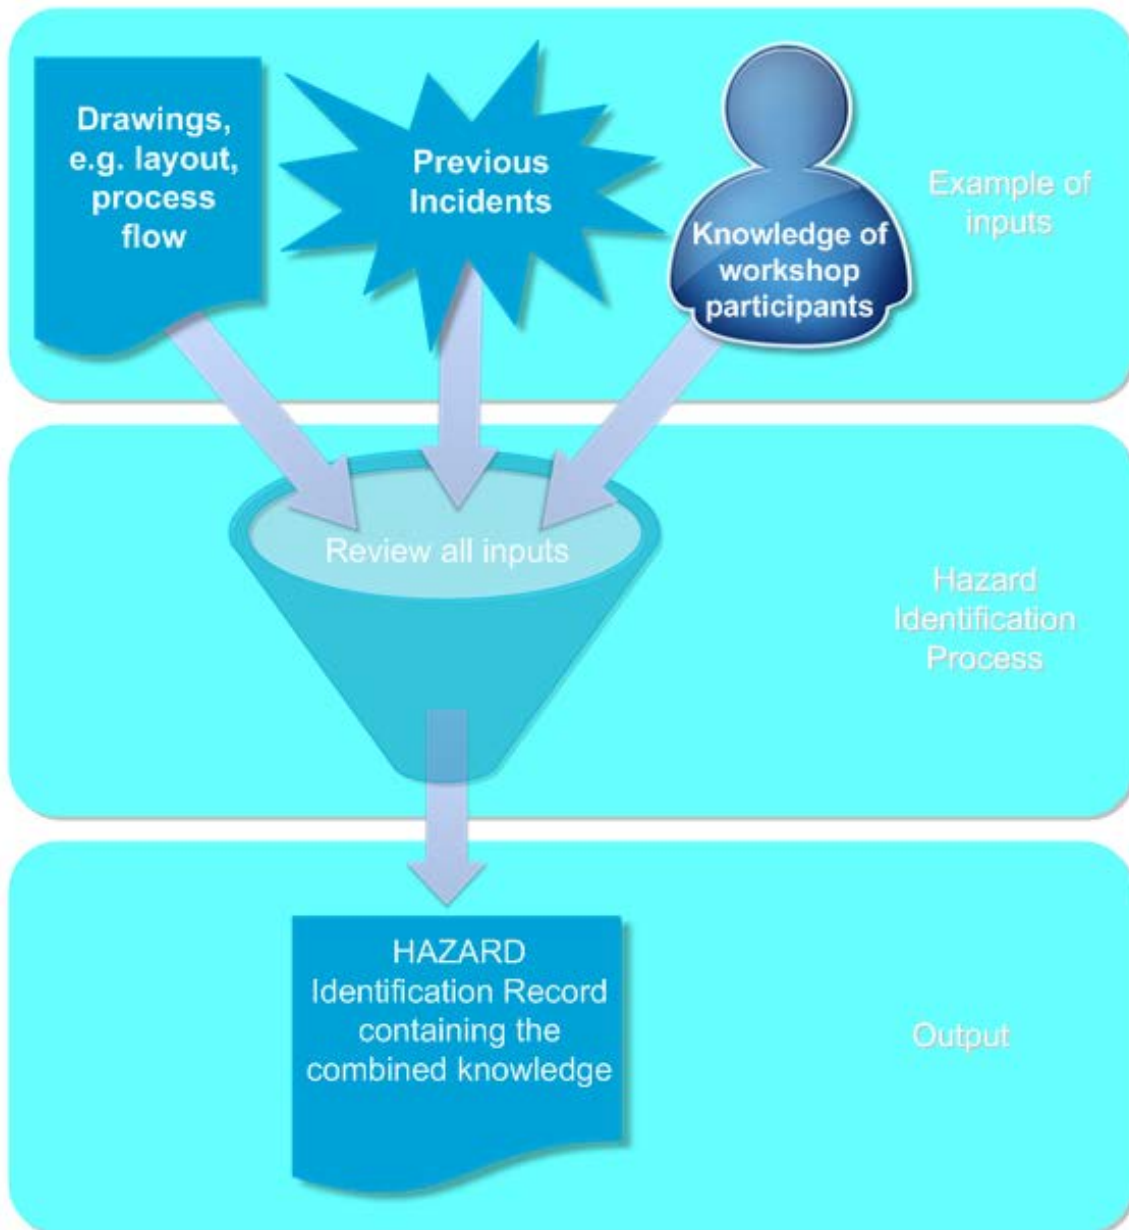 Drawings,
e.g. layout,
process
flow
Previous
Incidents
Knowledge of
workshop
participants
Example of
inputs
Review all inputs
Hazard
Identification
Process
HAZARD
Identification Record
containing the
combined knowledge
Output